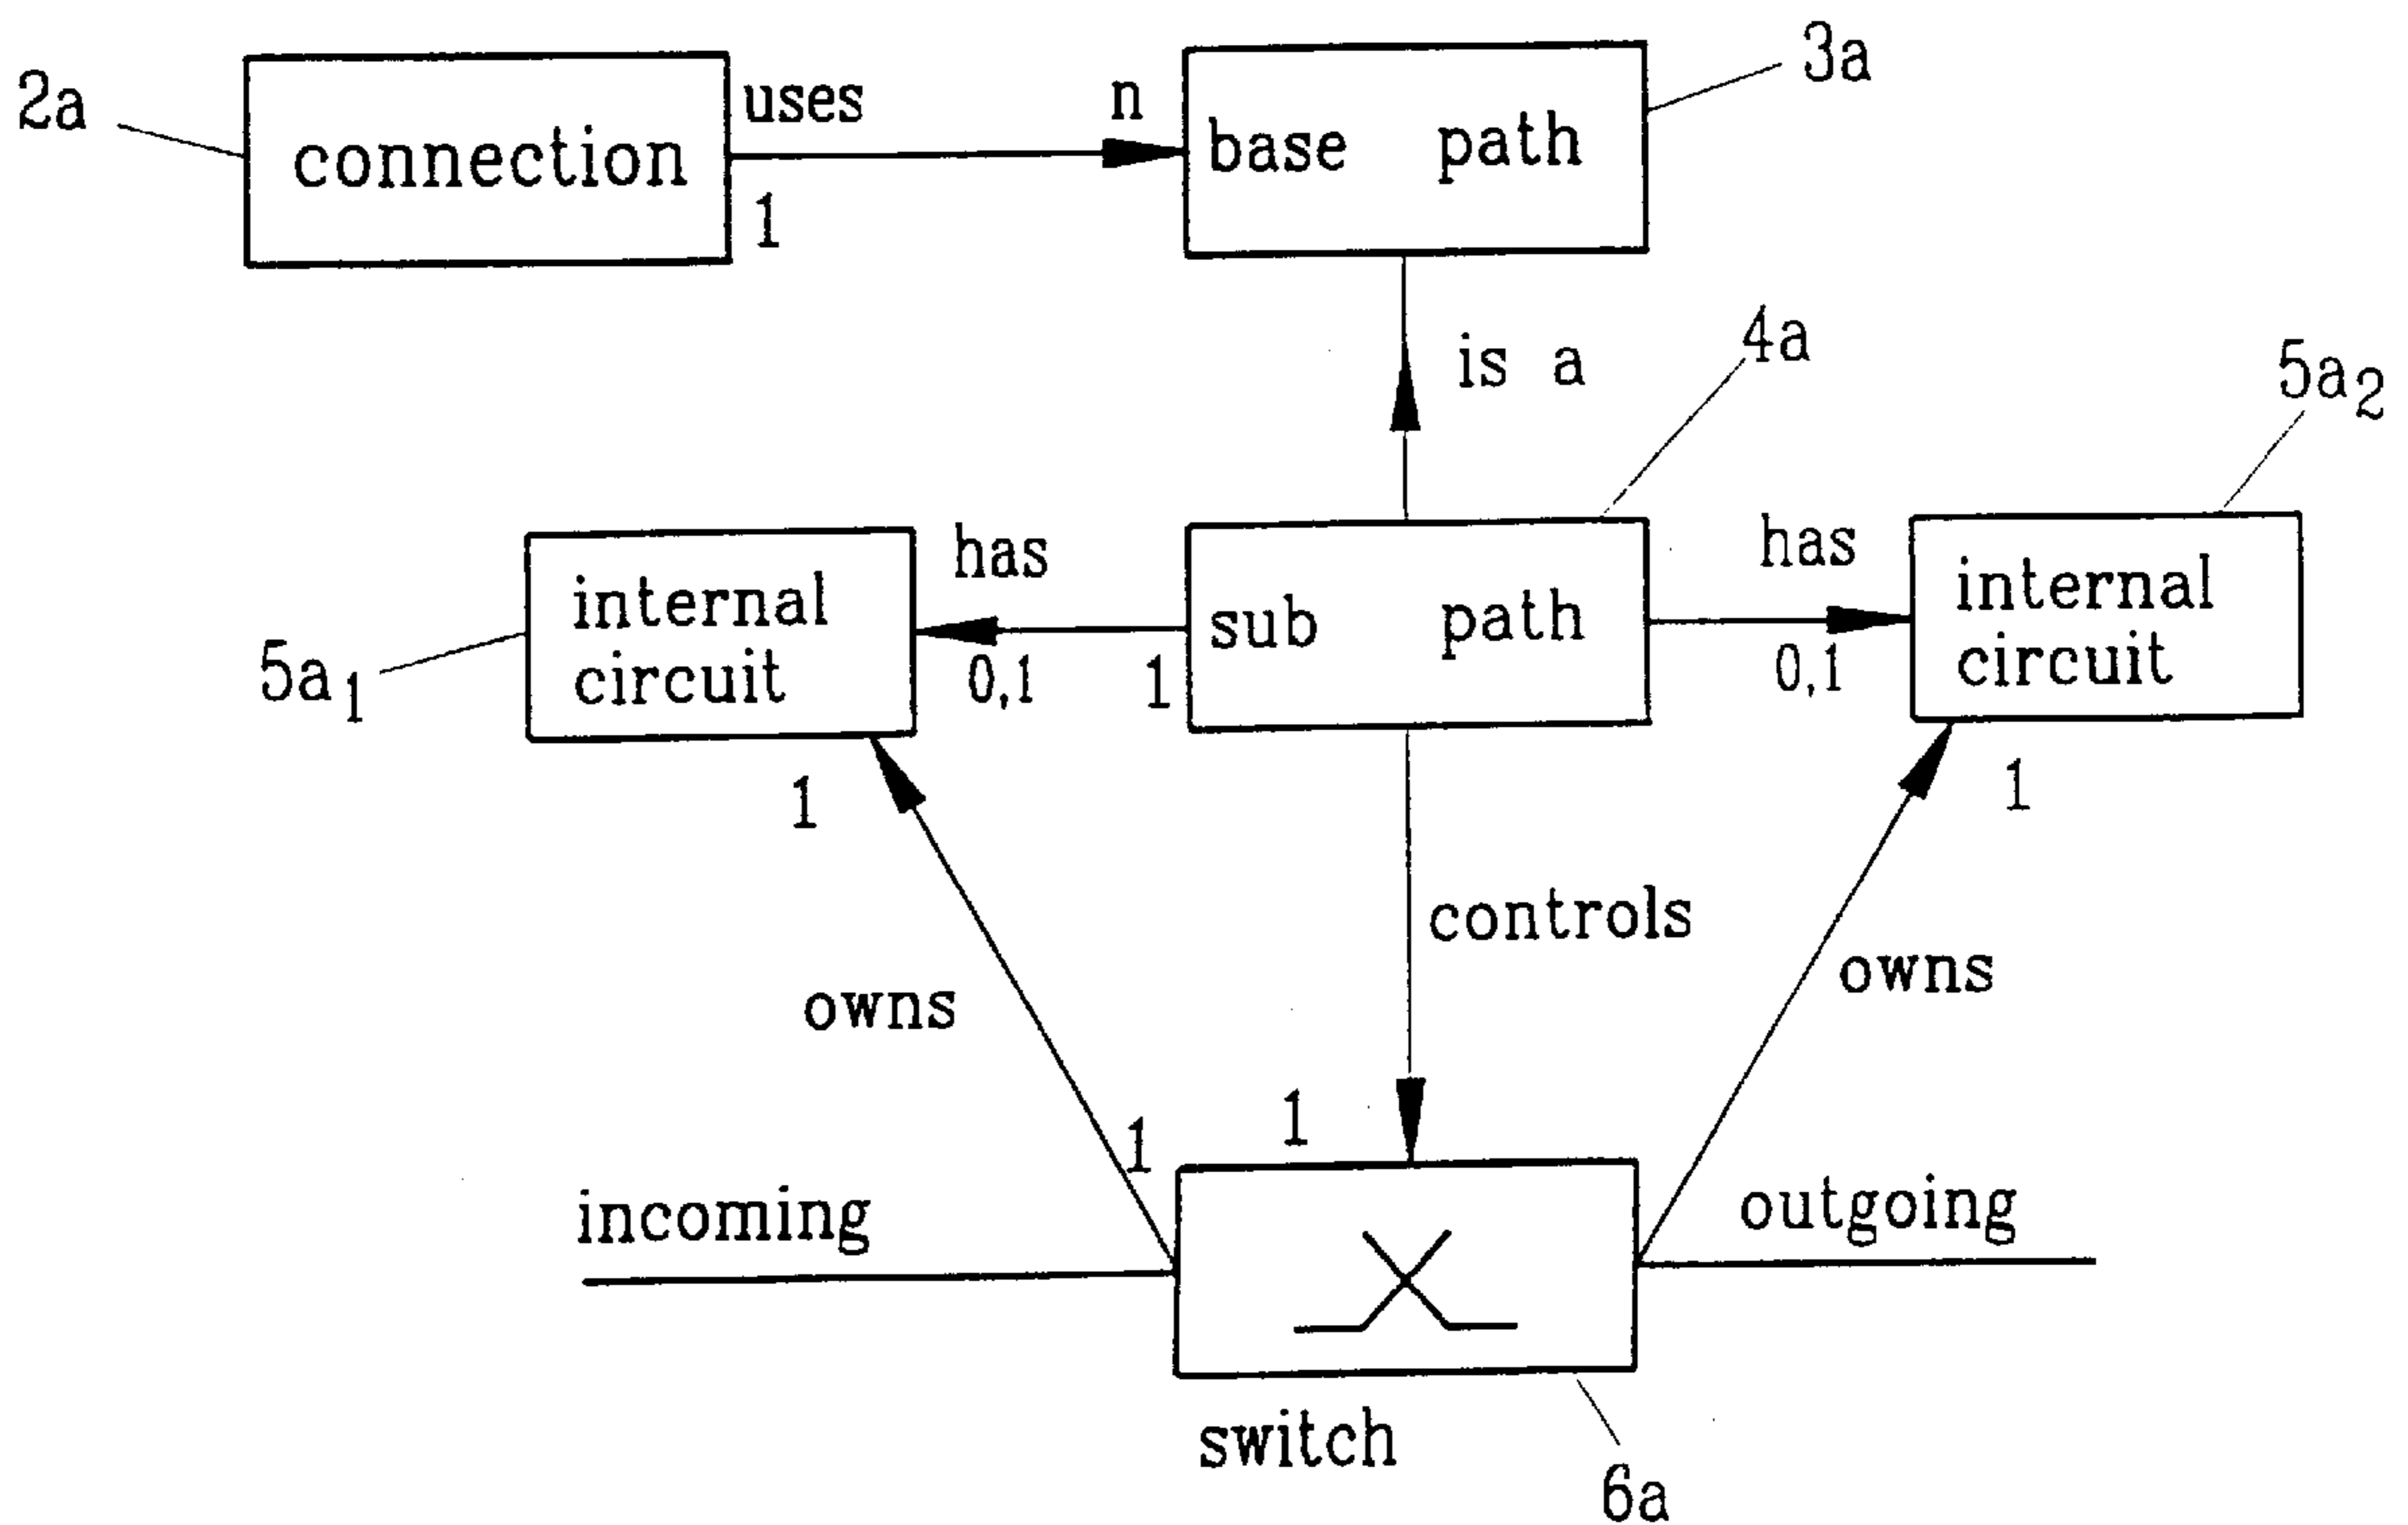 2a
connection
uses
1
n
base path
3a
is a
4a
5a2
5a1
internal
circuit
has
0,1
1
sub path
has
0,1
internal
circuit
1
1
owns
controls
owns
1
1
incoming
outgoing
switch
6a